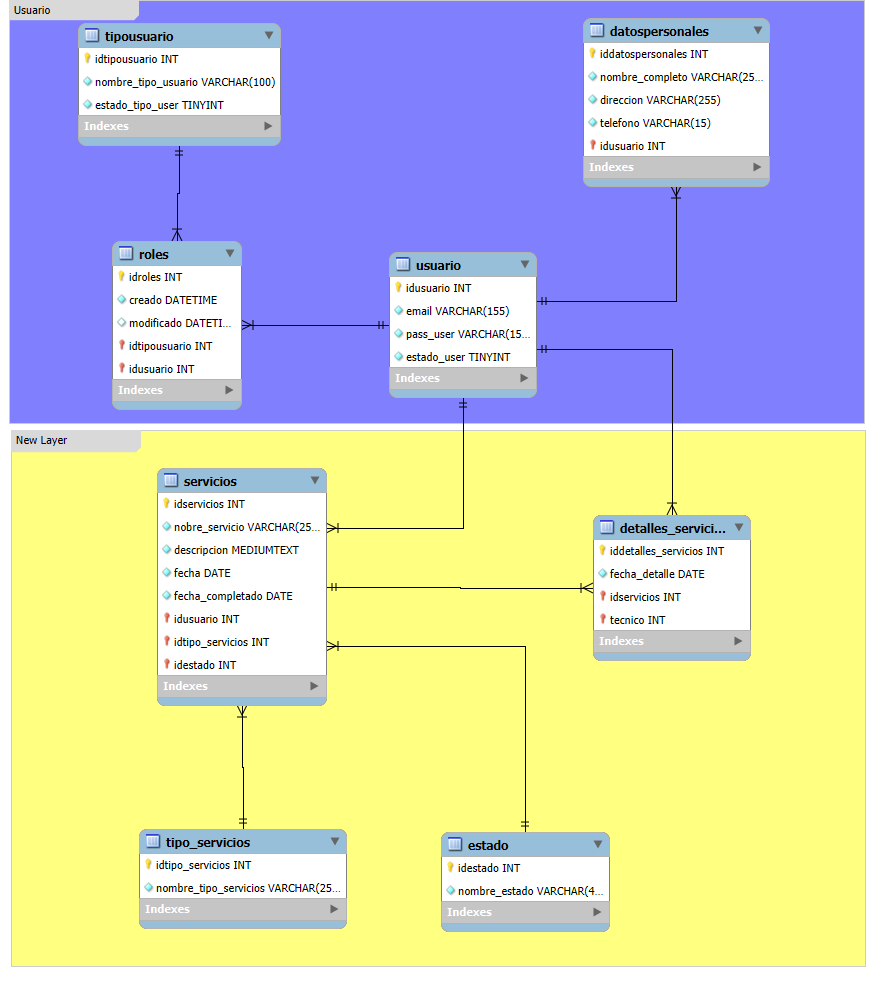 Usuario
tipousuario
idtipousuario INT
nombre_tipo_usuario VARCHAR(100)
estado_tipo_user TINYINT
Indexes
datospersonales
iddatospersonales INT
nombre_completo VARCHAR(25...
direccion VARCHAR(255)
telefono VARCHAR(15)
idusuario INT
Indexes
roles
idroles INT
creado DATETIME
modificado DATETI...
idtipousuario INT
idusuario INT
Indexes
usuario
idusuario INT
email VARCHAR(155)
pass_user VARCHAR(15...
estado_user TINYINT
Indexes
New Layer
servicios
idservicios INT
nobre_servicio VARCHAR(25...
descripcion MEDIUMTEXT
fecha DATE
fecha_completado DATE
idusuario INT
idtipo_servicios INT
idestado INT
Indexes
detalles_servici...
iddetalles_servicios INT
fecha_detalle DATE
idservicios INT
tecnico INT
Indexes
tipo_servicios
idtipo_servicios INT
nombre_tipo_servicios VARCHAR(25...
Indexes
estado
idestado INT
nombre_estado VARCHAR(4...
Indexes